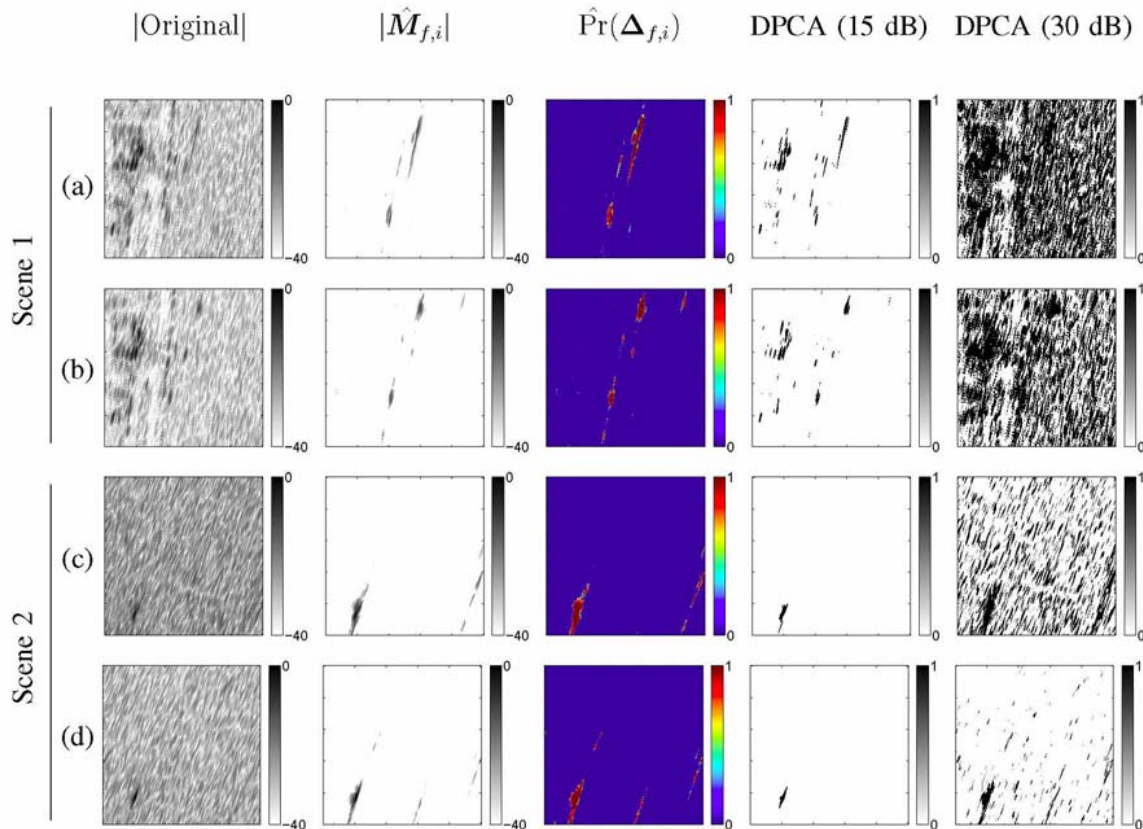 |Original| |M̂_{f,i}| P̂r(Δ_{f,i}) DPCA (15 dB) DPCA (30 dB)
Scene 1
(a)
0 0 1 1 1
−40 −40 0 0 0
(b)
0 0 1 1 1
−40 −40 0 0 0
Scene 2
(c)
0 0 1 1 1
−40 −40 0 0 0
(d)
0 0 1 1 1
−40 −40 0 0 0